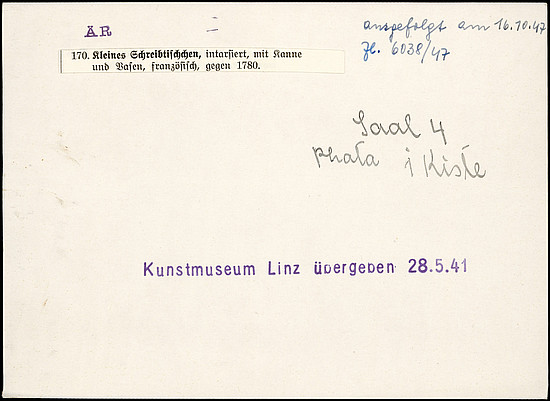 ÄR
ausgefolgt am 16.10.47
Zl. 6038/47
170. Kleines Schreibtischchen, intarsiert, mit Kanne
und Vasen, französisch, gegen 1780.
Saal 4
Phata i Kiste
Kunstmuseum Linz übergeben 28.5.41